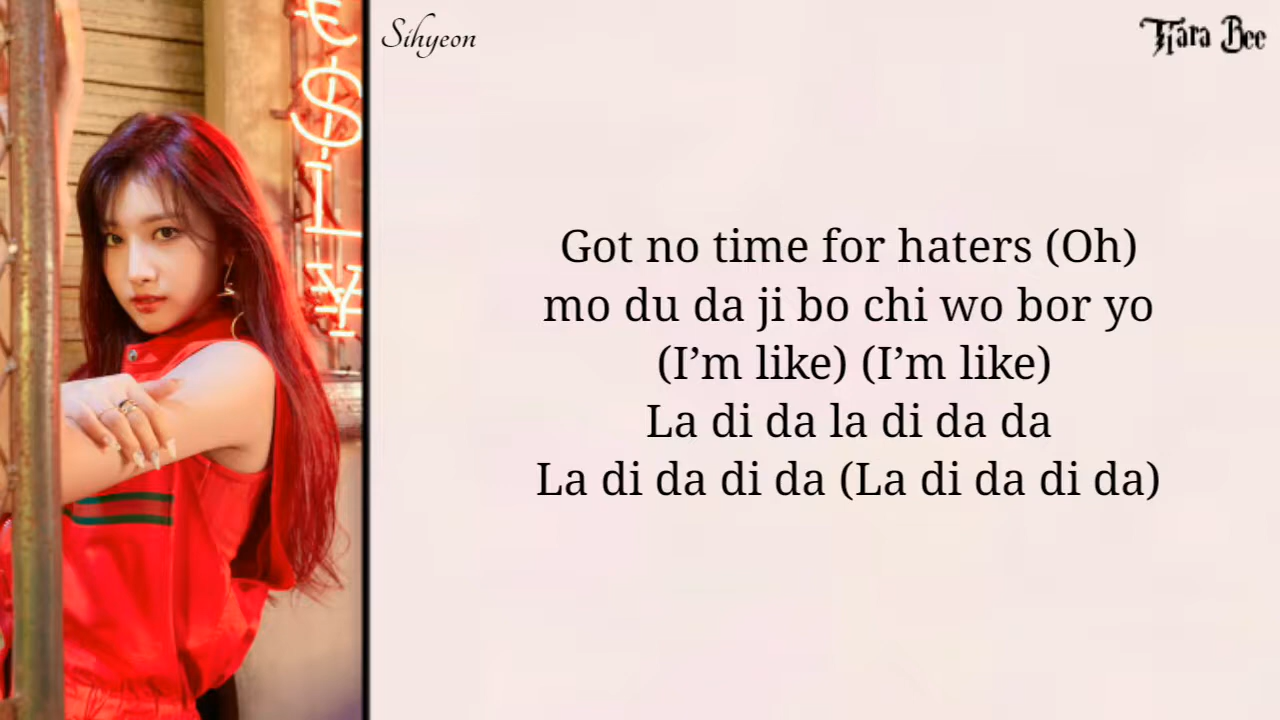 Sihyeon
Tiara Bee
Got no time for haters (Oh)
mo du da ji bo chi wo bor yo
(I’m like) (I’m like)
La di da la di da da
La di da di da (La di da di da)